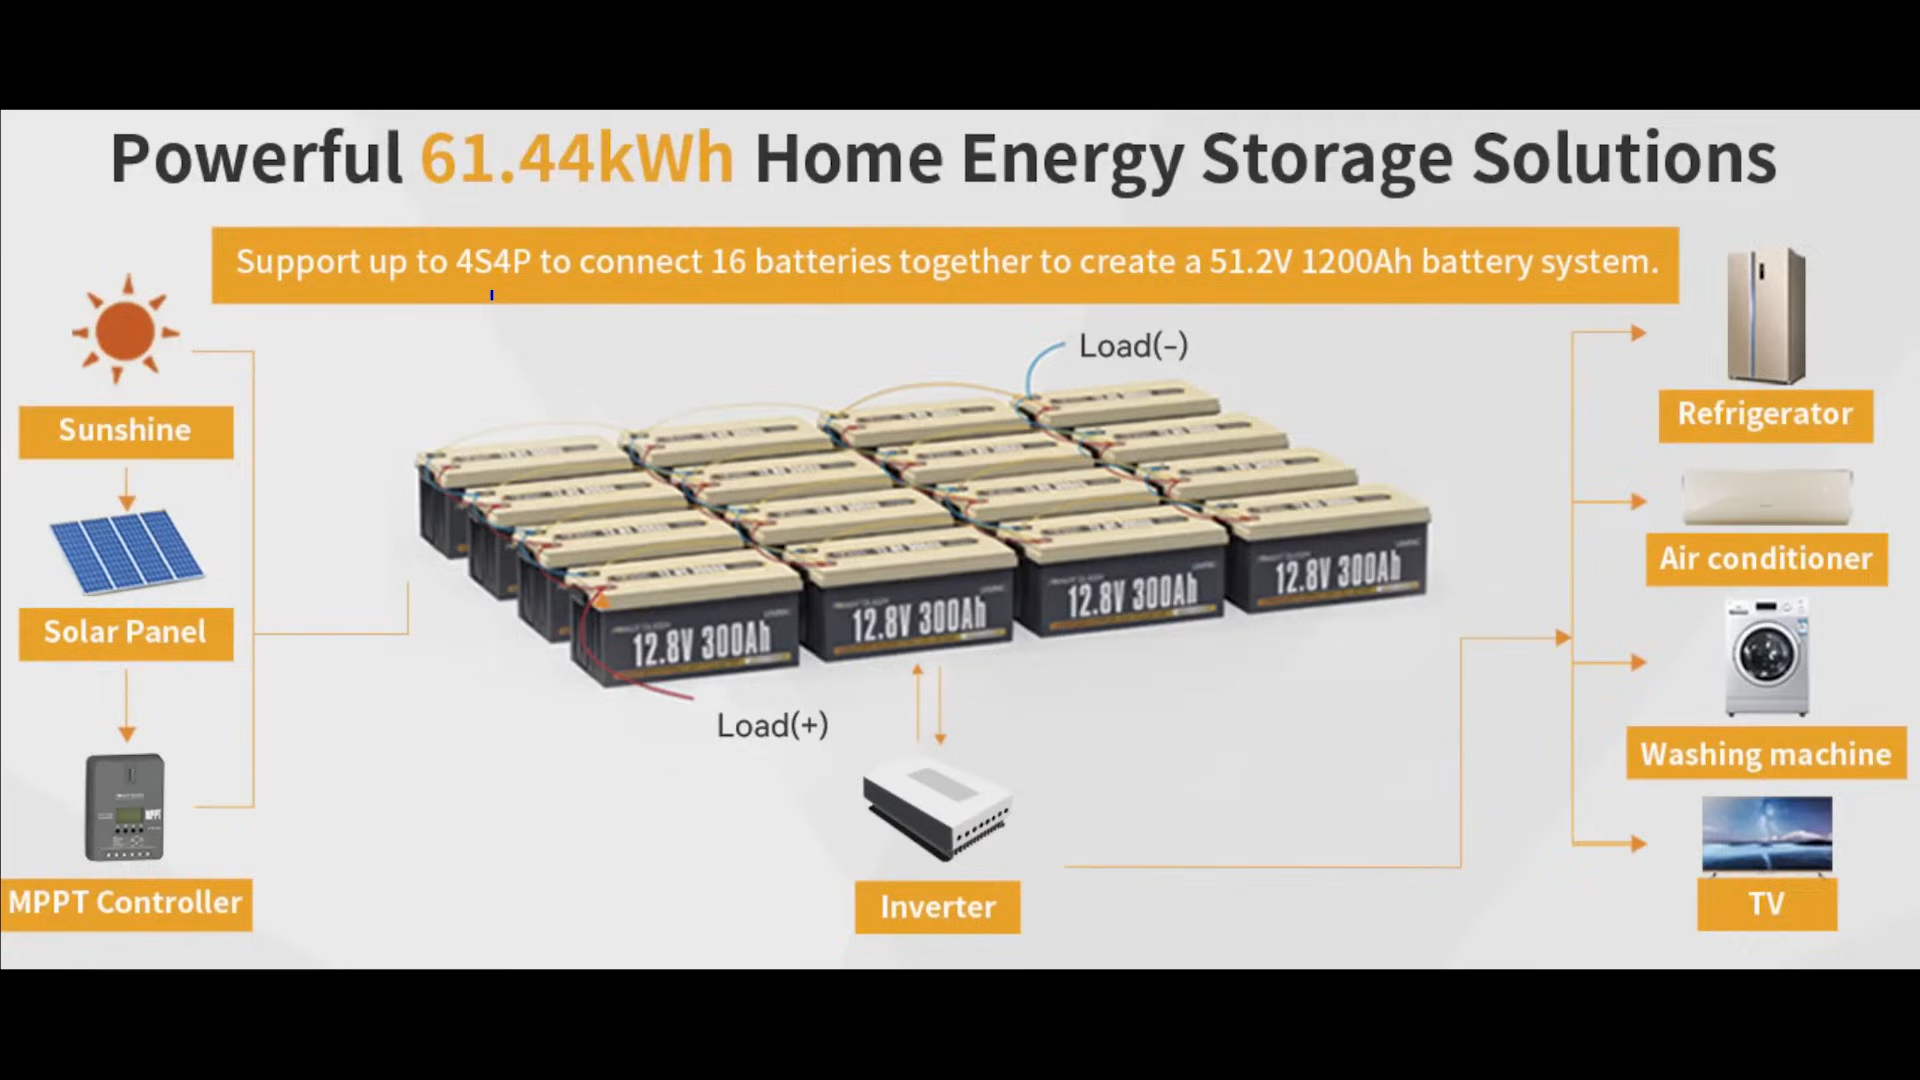 Powerful 61.44kWh Home Energy Storage Solutions
Support up to 4S4P to connect 16 batteries together to create a 51.2V 1200Ah battery system.
Load(-)
Sunshine
Refrigerator
Solar Panel
Air conditioner
12.8V 300Ah
12.8V 300Ah
12.8V 300Ah
12.8V 300Ah
Load(+)
Washing machine
MPPT
MPPT Controller
Inverter
TV